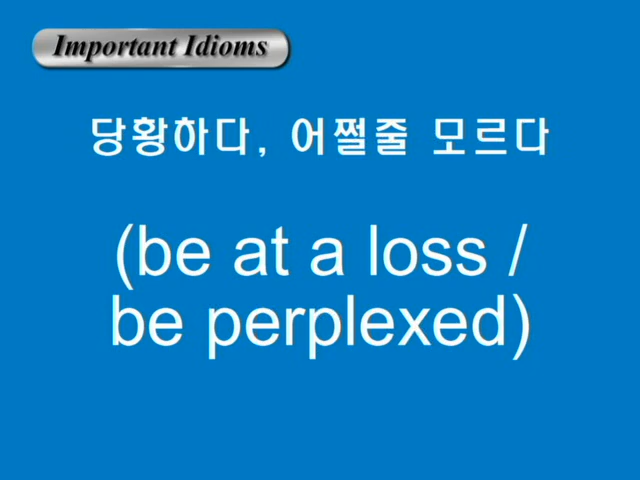 Important Idioms
당황하다, 어쩔줄 모르다
(be at a loss /
be perplexed)